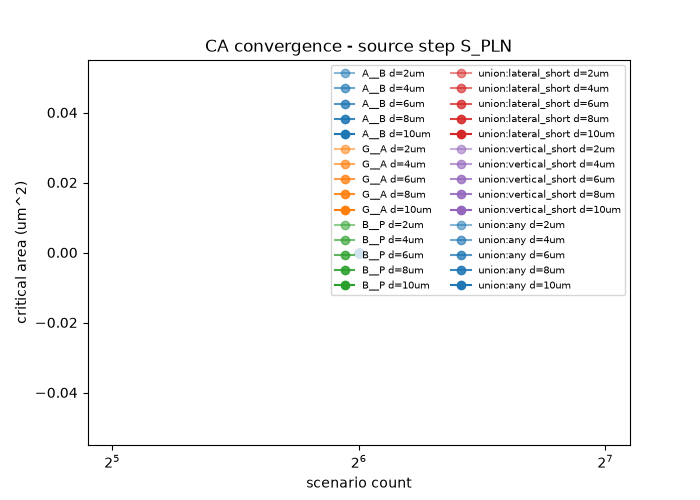 CA convergence - source step S_PLN
critical area (um^2)
0.04
0.02
0.00
−0.02
−0.04
A__B d=2um
A__B d=4um
A__B d=6um
A__B d=8um
A__B d=10um
G__A d=2um
G__A d=4um
G__A d=6um
G__A d=8um
G__A d=10um
B__P d=2um
B__P d=4um
B__P d=6um
B__P d=8um
B__P d=10um
union:lateral_short d=2um
union:lateral_short d=4um
union:lateral_short d=6um
union:lateral_short d=8um
union:lateral_short d=10um
union:vertical_short d=2um
union:vertical_short d=4um
union:vertical_short d=6um
union:vertical_short d=8um
union:vertical_short d=10um
union:any d=2um
union:any d=4um
union:any d=6um
union:any d=8um
union:any d=10um
2^5
2^6
2^7
scenario count